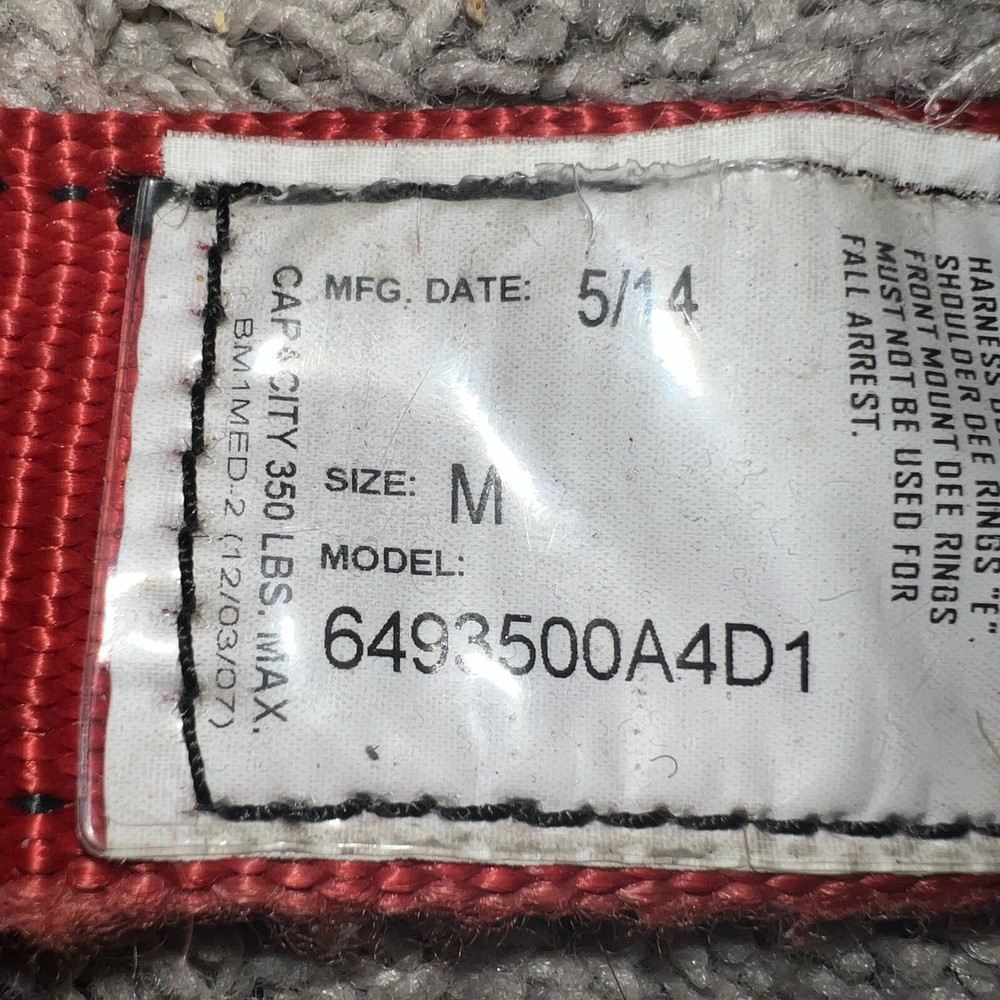 MFG. DATE: 5/14
SIZE: M
MODEL:
6493500A4D1
CAPACITY 350 LBS. MAX.
BM1MED-2 (12/03/07)
HARNESS
SHOULDER DEE RINGS "E"
FRONT MOUNT DEE RINGS
MUST NOT BE USED FOR
FALL ARREST.